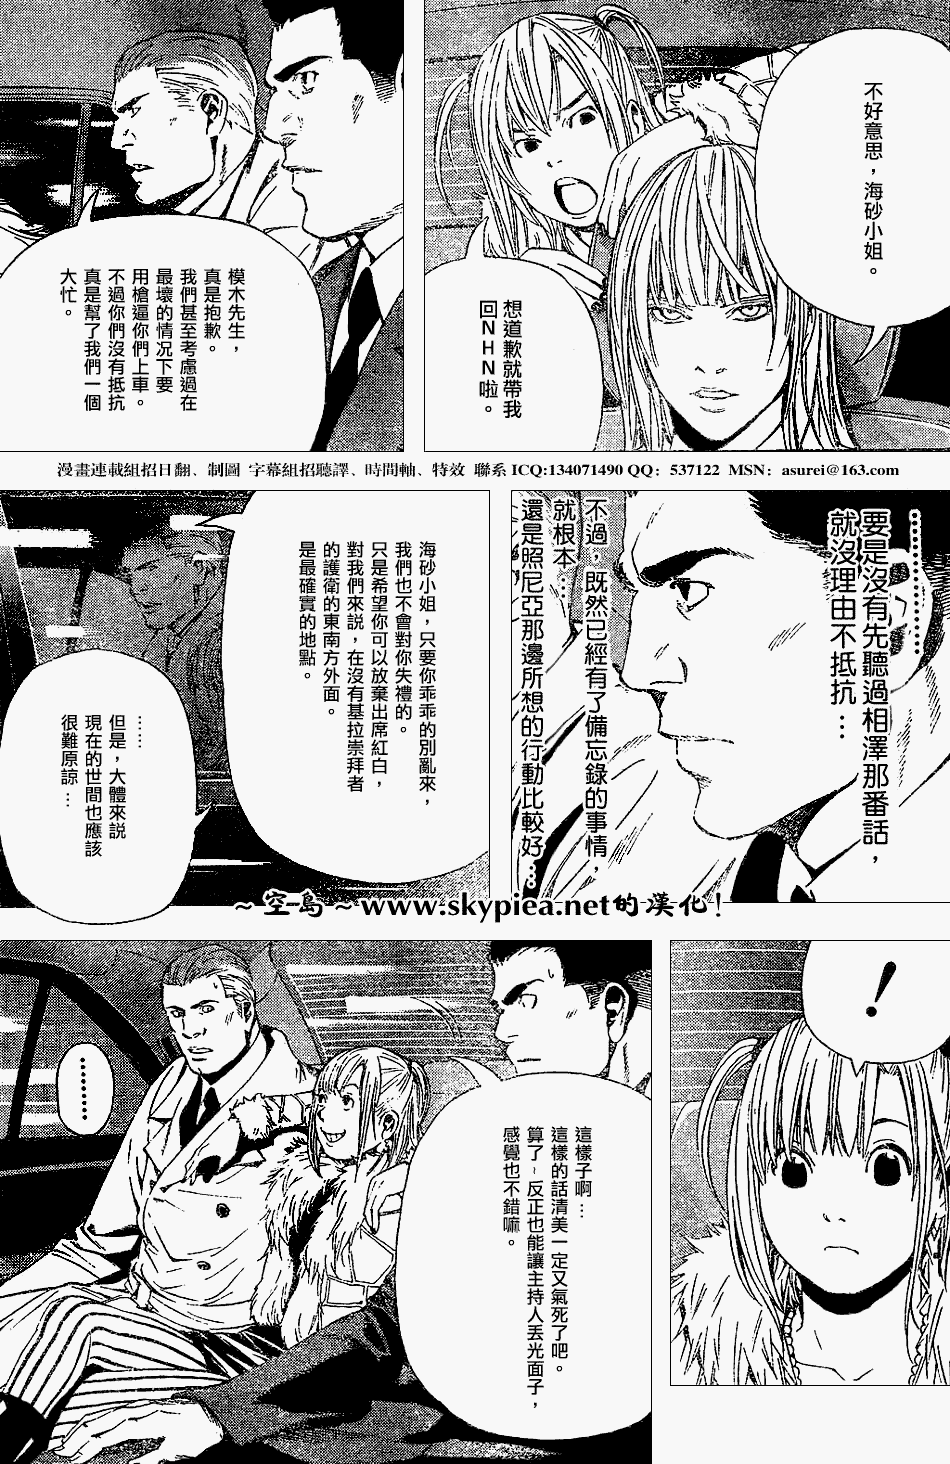 不好意思，海砂小姐。
想道歉就帶我
回NHN啦。
模木先生，
真是抱歉。
我們甚至考慮過在
最壞的情況下要
用槍逼你們上車。
不過你們沒有抵抗
真是幫了我們一個
大忙。
漫畫連載組招日翻、制圖 字幕組招聽譯、時間軸、特效 聯系 ICQ:134071490 QQ：537122 MSN：asurei@163.com
………………
要是沒有先聽過相澤那番話，
就沒理由不抵抗…
不過，既然已經有了備忘錄的事情，
就根本…
還是照尼亞那邊所想的行動比較好…
海砂小姐，只要你乖乖的別亂來，
我們也不會對你失禮的。
只是希望你可以放棄出席紅白，
對我們來說，在沒有基拉崇拜者
的護衛的東南方外面。
是最確實的地點。
……
但是，大體來說
現在的世間也應該
很難原諒…
~空島~www.skypiea.net的漢化!
！
這樣子啊…
這樣的話清美一定又氣死了吧。
算了~反正也能讓主持人丟光面子，
感覺也不錯嘛。
………